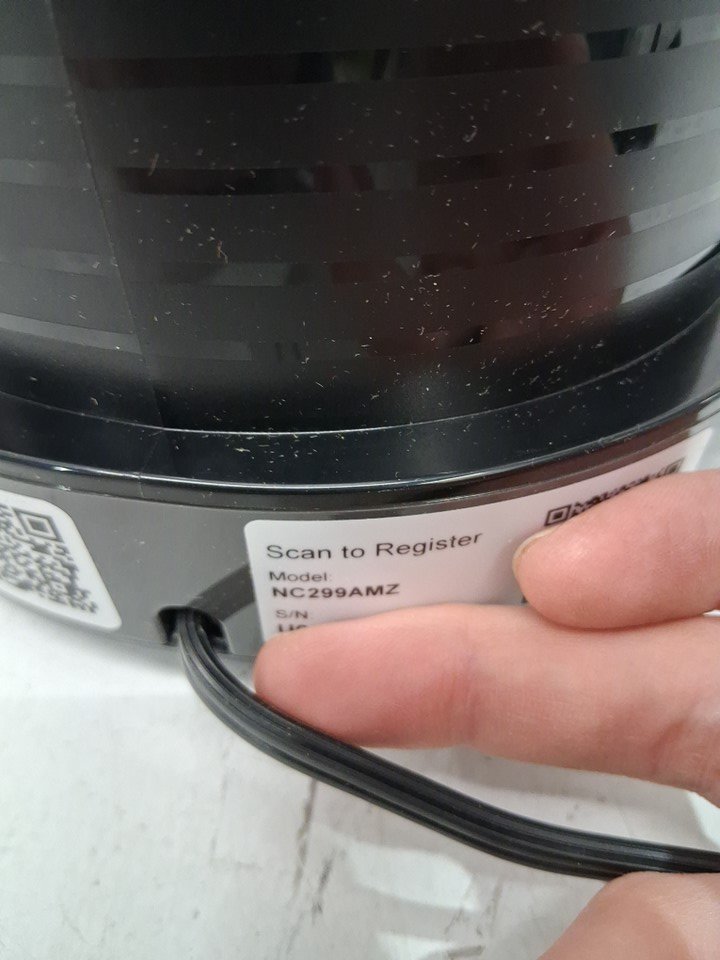 Scan to Register
Model:
NC299AMZ
S/N